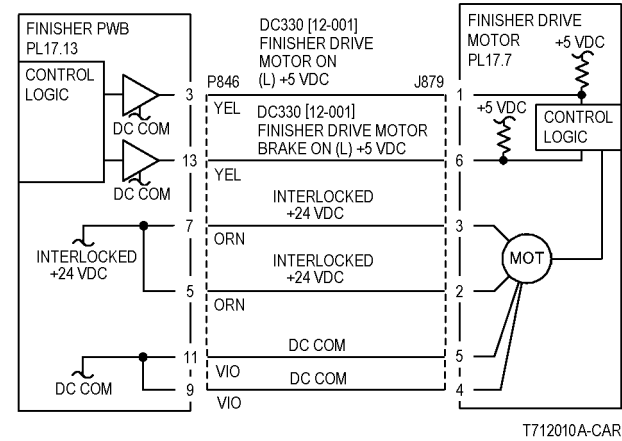 FINISHER PWB
PL17.13
CONTROL
LOGIC
DC COM
DC COM
INTERLOCKED
+24 VDC
DC COM
3
13
7
5
11
9
P846
J879
DC330 [12-001]
FINISHER DRIVE
MOTOR ON
(L) +5 VDC
YEL
DC330 [12-001]
FINISHER DRIVE MOTOR
BRAKE ON (L) +5 VDC
YEL
INTERLOCKED
+24 VDC
ORN
INTERLOCKED
+24 VDC
ORN
DC COM
VIO
DC COM
VIO
1
6
3
2
5
4
FINISHER DRIVE
MOTOR
PL17.7
+5 VDC
+5 VDC
CONTROL
LOGIC
MOT
T712010A-CAR